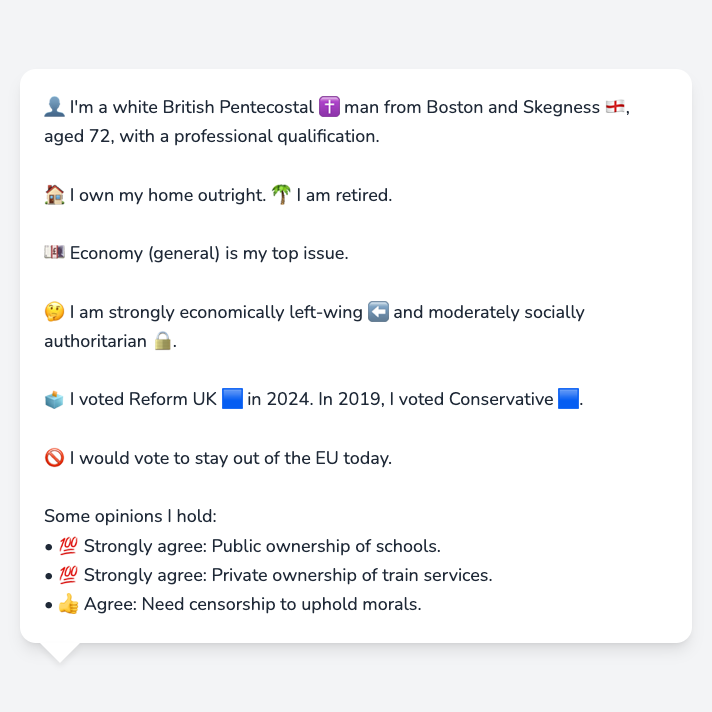 👤 I'm a white British Pentecostal ✝️ man from Boston and Skegness 🏴󠁧󠁢󠁥󠁮󠁧󠁿,
aged 72, with a professional qualification.
🏠 I own my home outright. 🌴 I am retired.
💷 Economy (general) is my top issue.
🤔 I am strongly economically left-wing ⬅️ and moderately socially
authoritarian 🔒.
🗳️ I voted Reform UK 🟦 in 2024. In 2019, I voted Conservative 🟦.
🚫 I would vote to stay out of the EU today.
Some opinions I hold:
• 💯 Strongly agree: Public ownership of schools.
• 💯 Strongly agree: Private ownership of train services.
• 👍 Agree: Need censorship to uphold morals.